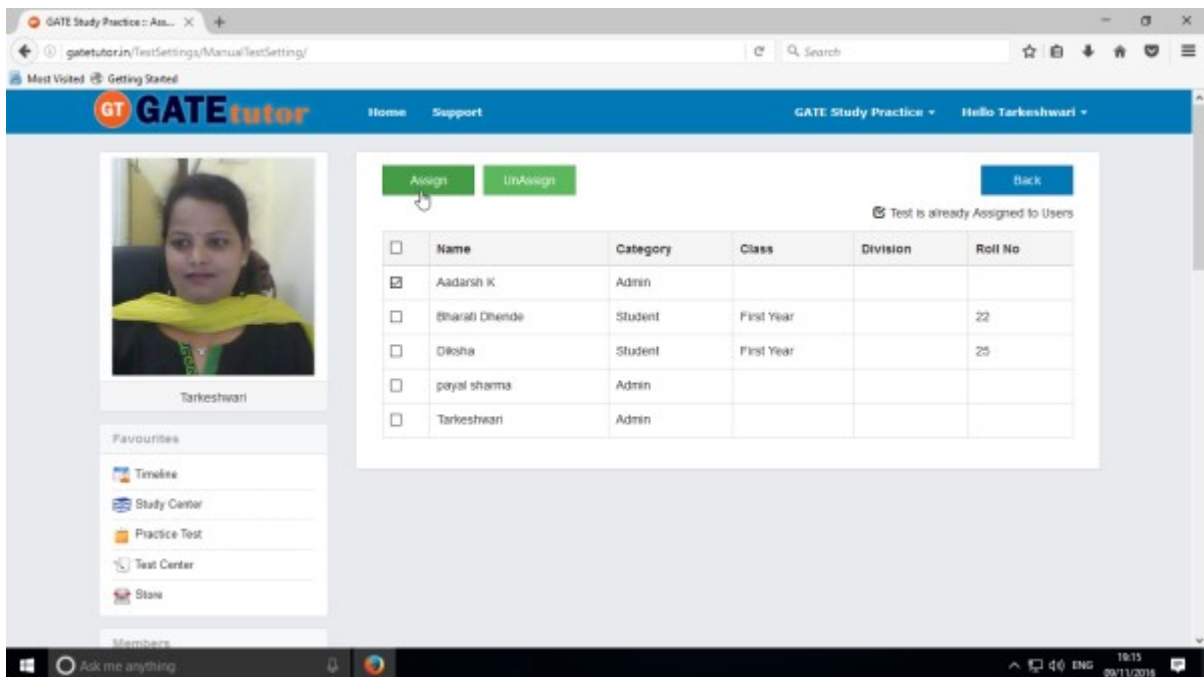 GATE Study Practice :: Ass...
gatetutor.in/TestSettings/ManualTestSetting/
Search
Most Visited Getting Started
GT GATEtutor Home Support GATE Study Practice Hello Tarkeshwari
Assign UnAssign Back
Test is already Assigned to Users
Name Category Class Division Roll No
Aadarsh K Admin
Bharati Dhende Student First Year 22
Diksha Student First Year 25
payal sharma Admin
Tarkeshwari Admin
Tarkeshwari
Favourites
Timeline
Study Center
Practice Test
Test Center
Store
Members
Ask me anything
ENG
19:15
09/11/2016